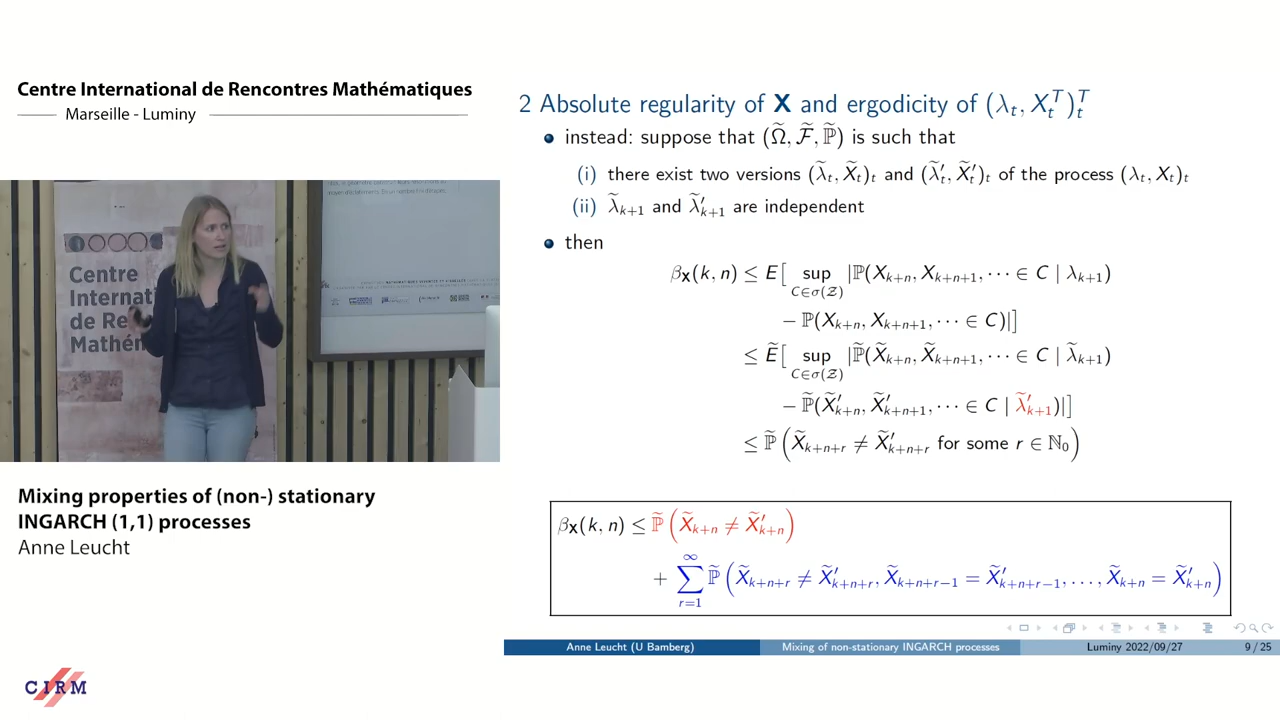 Centre International de Rencontres Mathématiques
Marseille - Luminy
Centre
Internat
de Re
Mathém
Mixing properties of (non-) stationary
INGARCH (1,1) processes
Anne Leucht
CIRM
2 Absolute regularity of X and ergodicity of (λ_t, X_t^T)_t^T
instead: suppose that (Ω̃, F̃, P̃) is such that
(i) there exist two versions (λ̃_t, X̃_t)_t and (λ̃'_t, X̃'_t)_t of the process (λ_t, X_t)_t
(ii) λ̃_{k+1} and λ̃'_{k+1} are independent
then
β_X(k, n) ≤ E[ sup_{C∈σ(Z)} |ℙ(X_{k+n}, X_{k+n+1}, ⋯ ∈ C | λ_{k+1})
− ℙ(X_{k+n}, X_{k+n+1}, ⋯ ∈ C)|]
≤ Ẽ[ sup_{C∈σ(Z)} |ℙ̃(X̃_{k+n}, X̃_{k+n+1}, ⋯ ∈ C | λ̃_{k+1})
− ℙ̃(X̃'_{k+n}, X̃'_{k+n+1}, ⋯ ∈ C | λ̃'_{k+1})|]
≤ ℙ̃(X̃_{k+n+r} ≠ X̃'_{k+n+r} for some r ∈ ℕ_0)
β_X(k, n) ≤ ℙ̃(X̃_{k+n} ≠ X̃'_{k+n})
+ ∑_{r=1}^{∞} ℙ̃(X̃_{k+n+r} ≠ X̃'_{k+n+r}, X̃_{k+n+r−1} = X̃'_{k+n+r−1}, . . . , X̃_{k+n} = X̃'_{k+n})
Anne Leucht (U Bamberg) Mixing of non-stationary INGARCH processes Luminy 2022/09/27 9 / 25